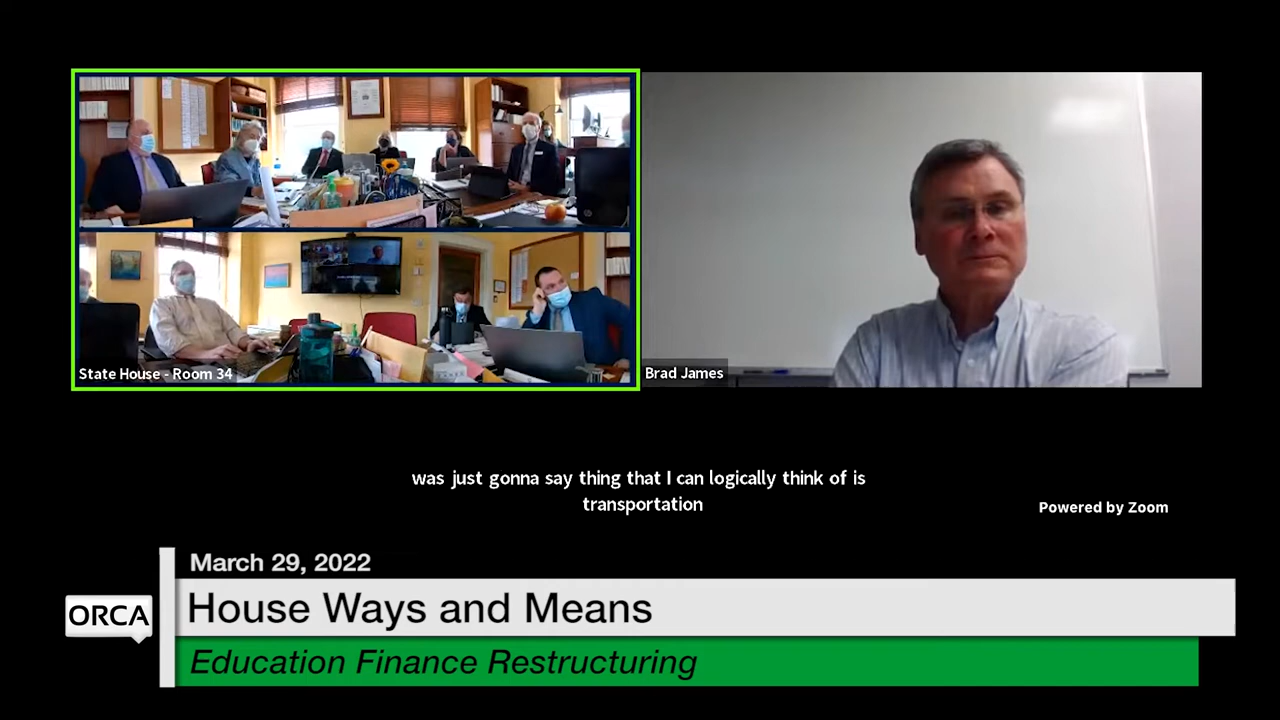 State House - Room 34
Brad James
was just gonna say thing that I can logically think of is
transportation
Powered by Zoom
March 29, 2022
ORCA
House Ways and Means
Education Finance Restructuring